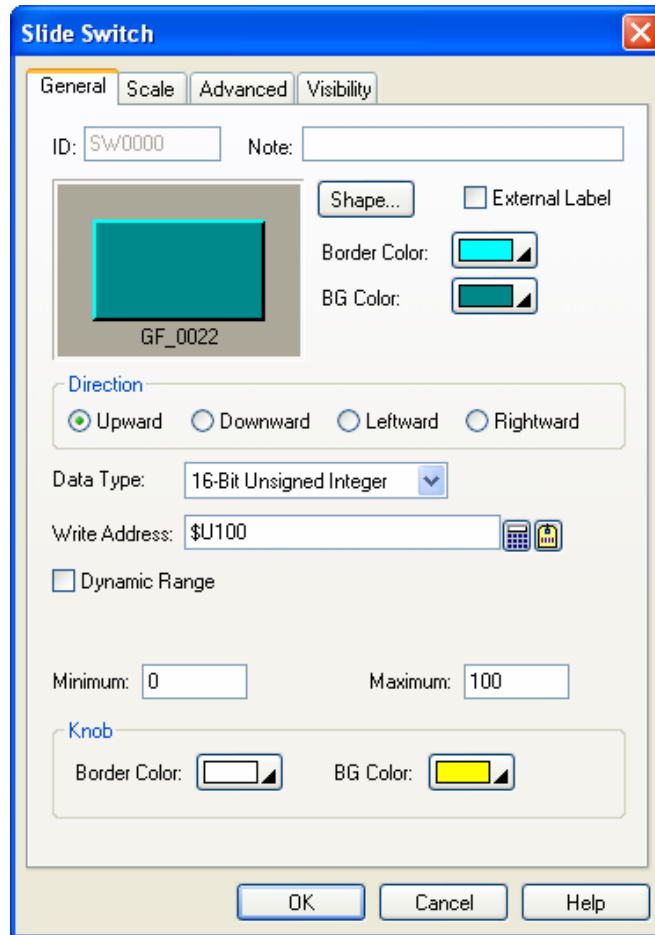 Slide Switch
General Scale Advanced Visibility
ID: SW0000 Note:
Shape... External Label
Border Color:
BG Color:
GF_0022
Direction
Upward Downward Leftward Rightward
Data Type: 16-Bit Unsigned Integer
Write Address: $U100
Dynamic Range
Minimum: 0 Maximum: 100
Knob
Border Color: BG Color:
OK Cancel Help